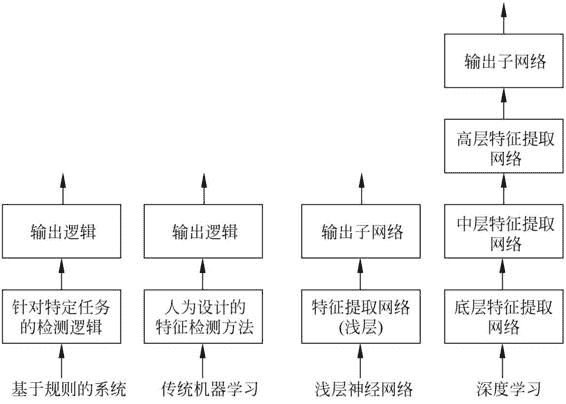 输出子网络
高层特征提取
网络
输出逻辑
输出逻辑
输出子网络
中层特征提取
网络
针对特定任务
的检测逻辑
人为设计的
特征检测方法
特征提取网络
(浅层)
底层特征提取
网络
基于规则的系统
传统机器学习
浅层神经网络
深度学习